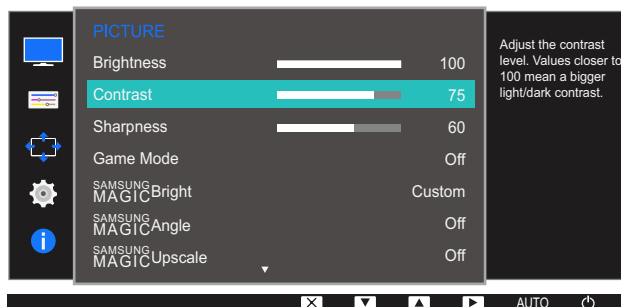 PICTURE
Brightness 100
Contrast 75
Sharpness 60
Game Mode Off
SAMSUNG MAGIC Bright Custom
SAMSUNG MAGIC Angle Off
SAMSUNG MAGIC Upscale Off
Adjust the contrast
level. Values closer to
100 mean a bigger
light/dark contrast.
AUTO